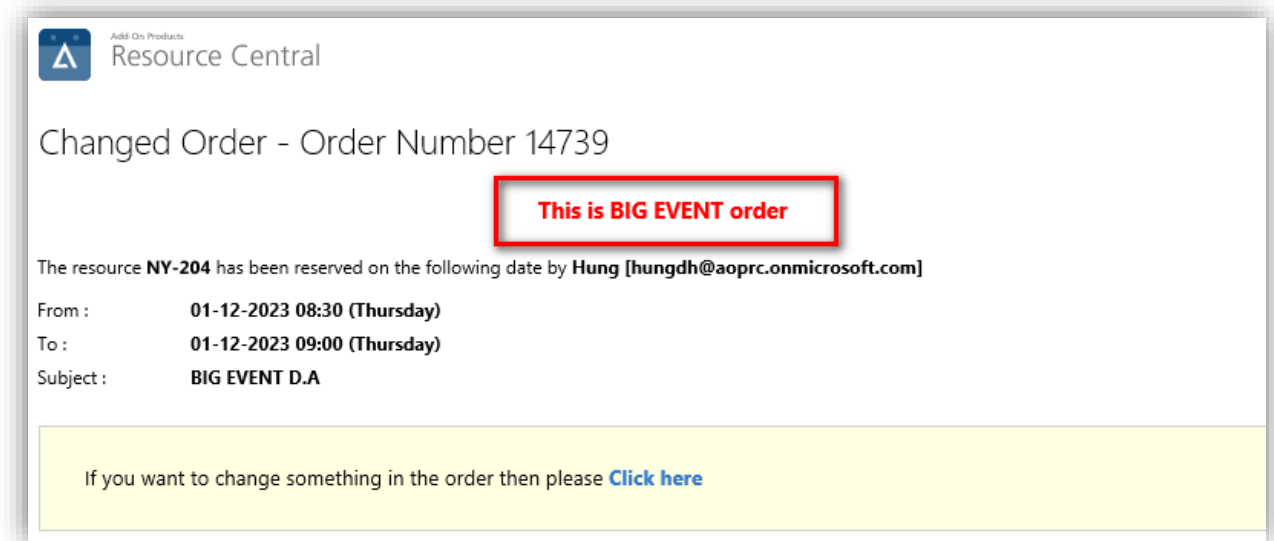 Add-On Products
Resource Central
Changed Order - Order Number 14739
This is BIG EVENT order
The resource NY-204 has been reserved on the following date by Hung [hungdh@aoprc.onmicrosoft.com]
From : 01-12-2023 08:30 (Thursday)
To : 01-12-2023 09:00 (Thursday)
Subject : BIG EVENT D.A
If you want to change something in the order then please Click here